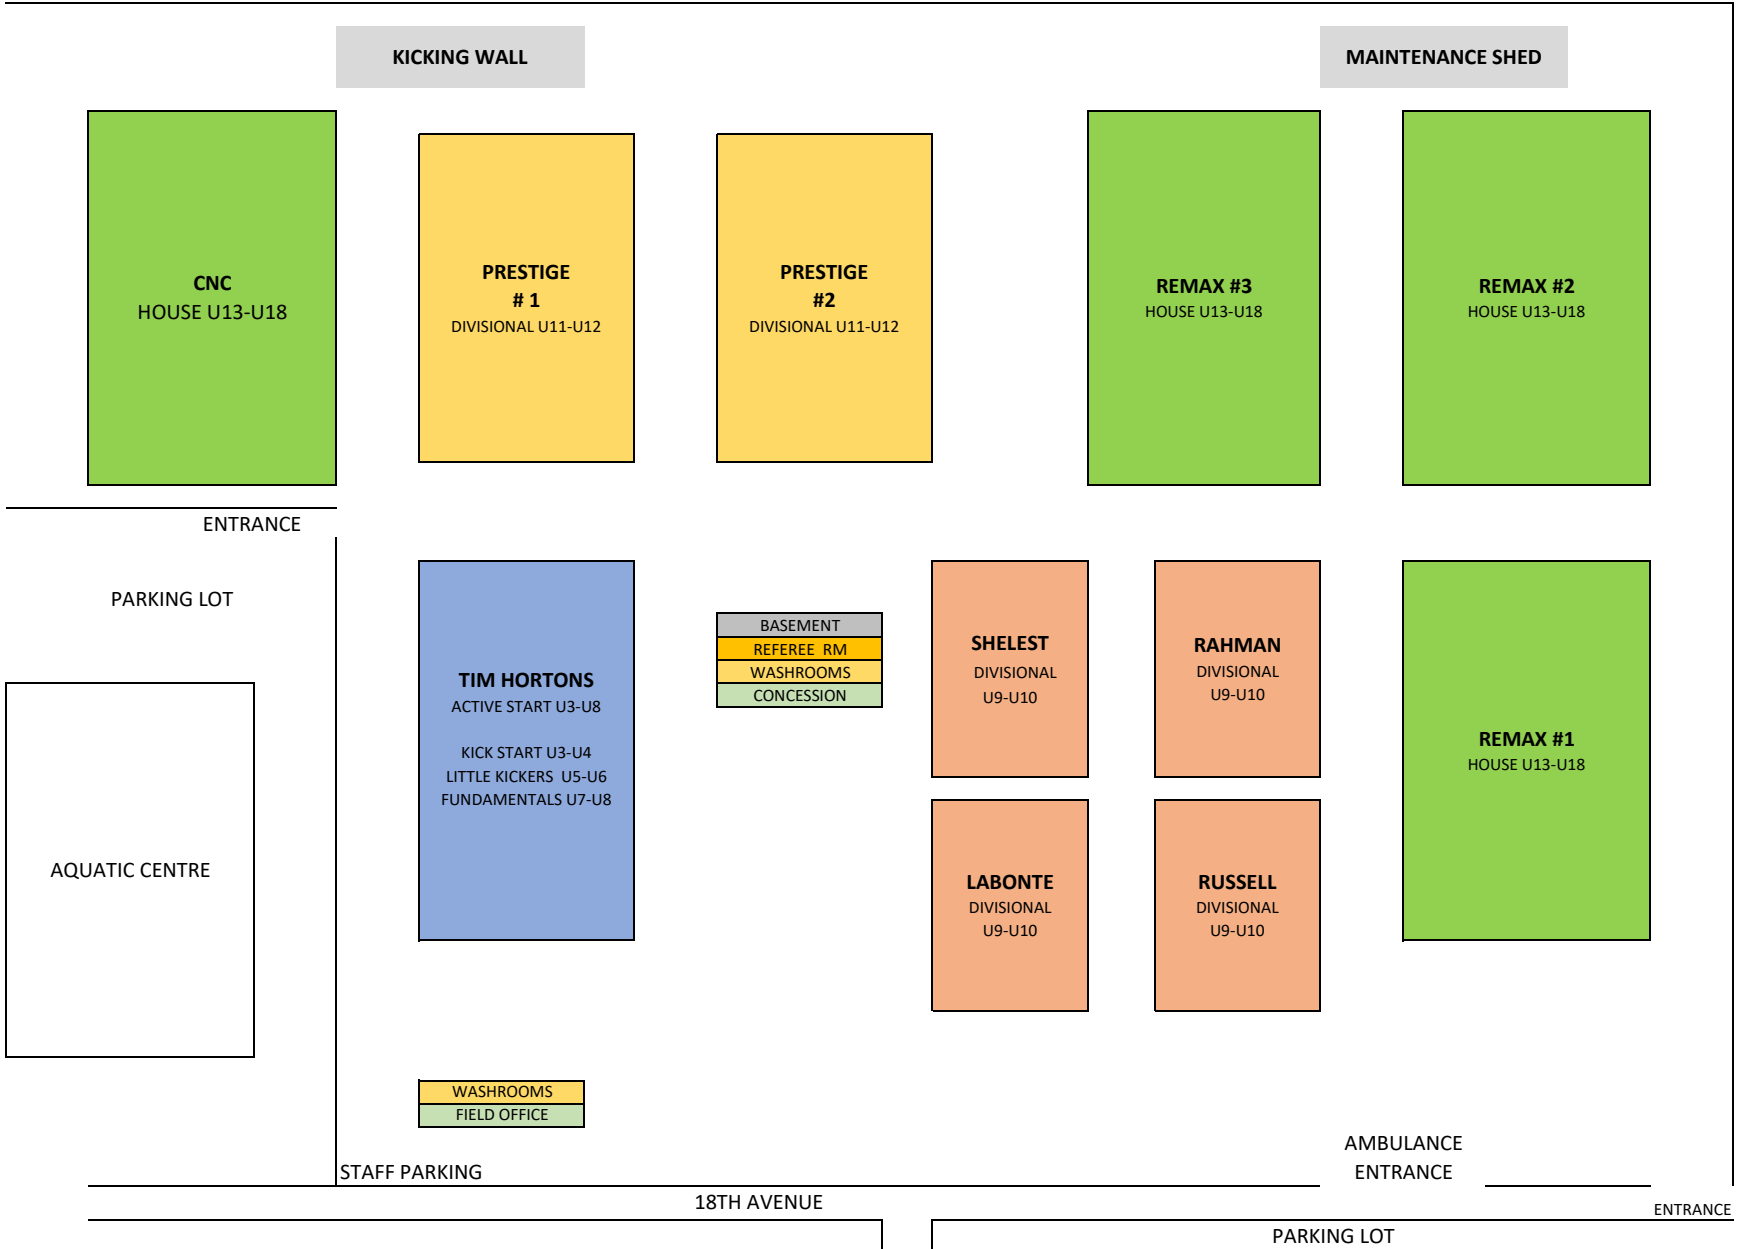 KICKING WALL
MAINTENANCE SHED
CNC
HOUSE U13-U18
PRESTIGE
# 1
DIVISIONAL U11-U12
PRESTIGE
#2
DIVISIONAL U11-U12
REMAX #3
HOUSE U13-U18
REMAX #2
HOUSE U13-U18
ENTRANCE
PARKING LOT
AQUATIC CENTRE
TIM HORTONS
ACTIVE START U3-U8
KICK START U3-U4
LITTLE KICKERS  U5-U6
FUNDAMENTALS U7-U8
BASEMENT
REFEREE  RM
WASHROOMS
CONCESSION
SHELEST
DIVISIONAL
U9-U10
RAHMAN
DIVISIONAL
U9-U10
REMAX #1
HOUSE U13-U18
LABONTE
DIVISIONAL
U9-U10
RUSSELL
DIVISIONAL
U9-U10
WASHROOMS
FIELD OFFICE
STAFF PARKING
AMBULANCE
ENTRANCE
18TH AVENUE
ENTRANCE
PARKING LOT